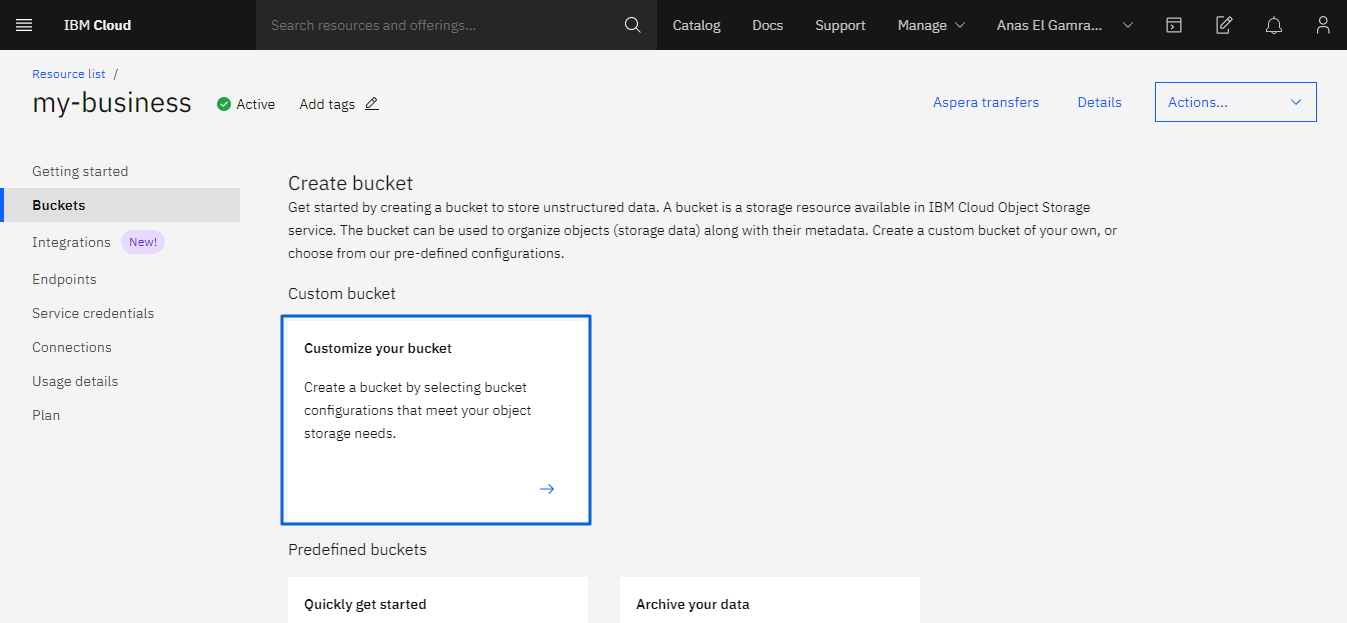 IBM Cloud
Search resources and offerings...
Catalog
Docs
Support
Manage
Anas El Gamra...
Resource list /
my-business
Active
Add tags
Aspera transfers
Details
Actions...
Getting started
Buckets
Integrations New!
Endpoints
Service credentials
Connections
Usage details
Plan
Create bucket
Get started by creating a bucket to store unstructured data. A bucket is a storage resource available in IBM Cloud Object Storage
service. The bucket can be used to organize objects (storage data) along with their metadata. Create a custom bucket of your own, or
choose from our pre-defined configurations.
Custom bucket
Customize your bucket
Create a bucket by selecting bucket
configurations that meet your object
storage needs.
Predefined buckets
Quickly get started
Archive your data